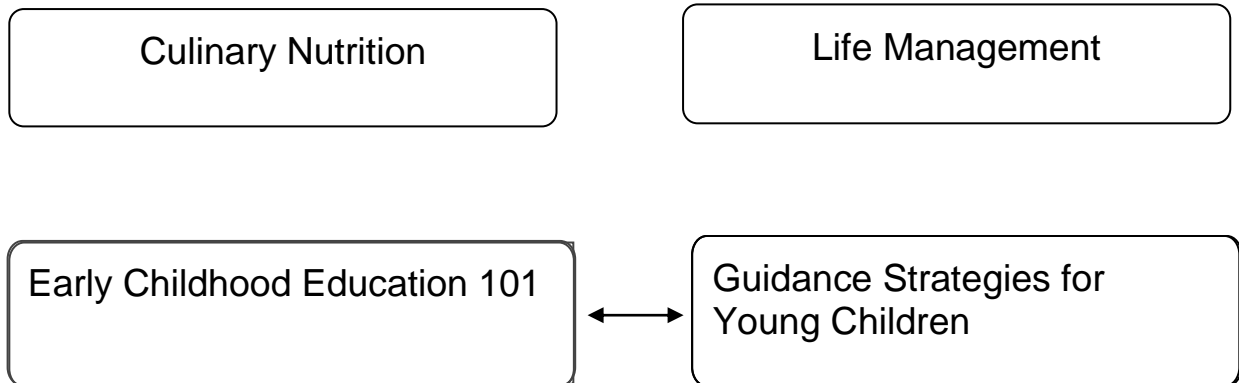 Culinary Nutrition
Life Management
Early Childhood Education 101
Guidance Strategies for
Young Children